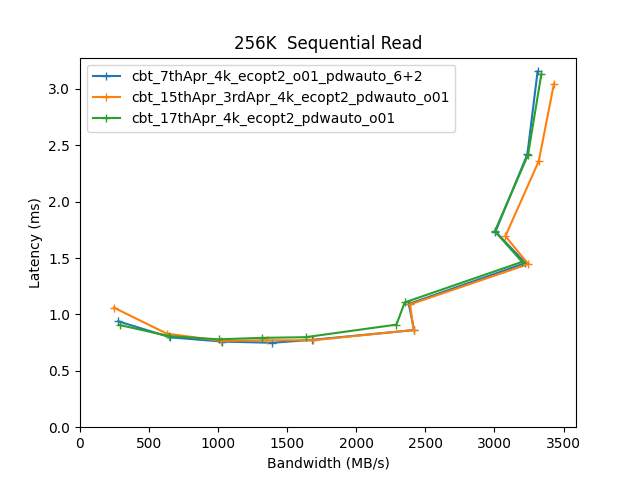 256K  Sequential Read
cbt_7thApr_4k_ecopt2_o01_pdwauto_6+2
cbt_15thApr_3rdApr_4k_ecopt2_pdwauto_o01
cbt_17thApr_4k_ecopt2_pdwauto_o01
Latency (ms)
3.0
2.5
2.0
1.5
1.0
0.5
0.0
0 500 1000 1500 2000 2500 3000 3500
Bandwidth (MB/s)